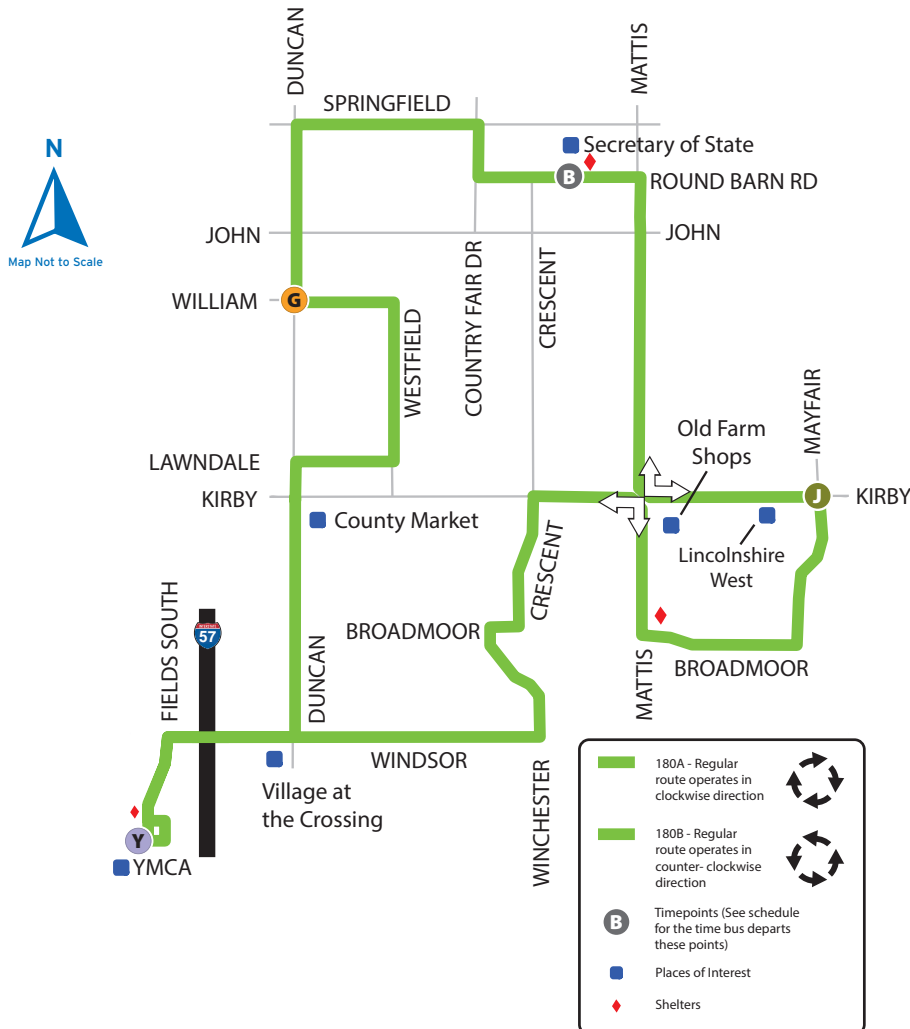 DUNCAN
MATTIS
SPRINGFIELD
N
Map Not to Scale
Secretary of State
B
ROUND BARN RD
JOHN
JOHN
WILLIAM
G
WESTFIELD
COUNTRY FAIR DR
CRESCENT
MAYFAIR
Old Farm
Shops
LAWNDALE
KIRBY
J
KIRBY
County Market
Lincolnshire
West
CRESCENT
FIELDS SOUTH
57
BROADMOOR
DUNCAN
MATTIS
BROADMOOR
WINDSOR
Village at
the Crossing
WINCHESTER
Y
YMCA
180A - Regular
route operates in
clockwise direction
180B - Regular
route operates in
counter- clockwise
direction
B
Timepoints (See schedule
for the time bus departs
these points)
Places of Interest
Shelters